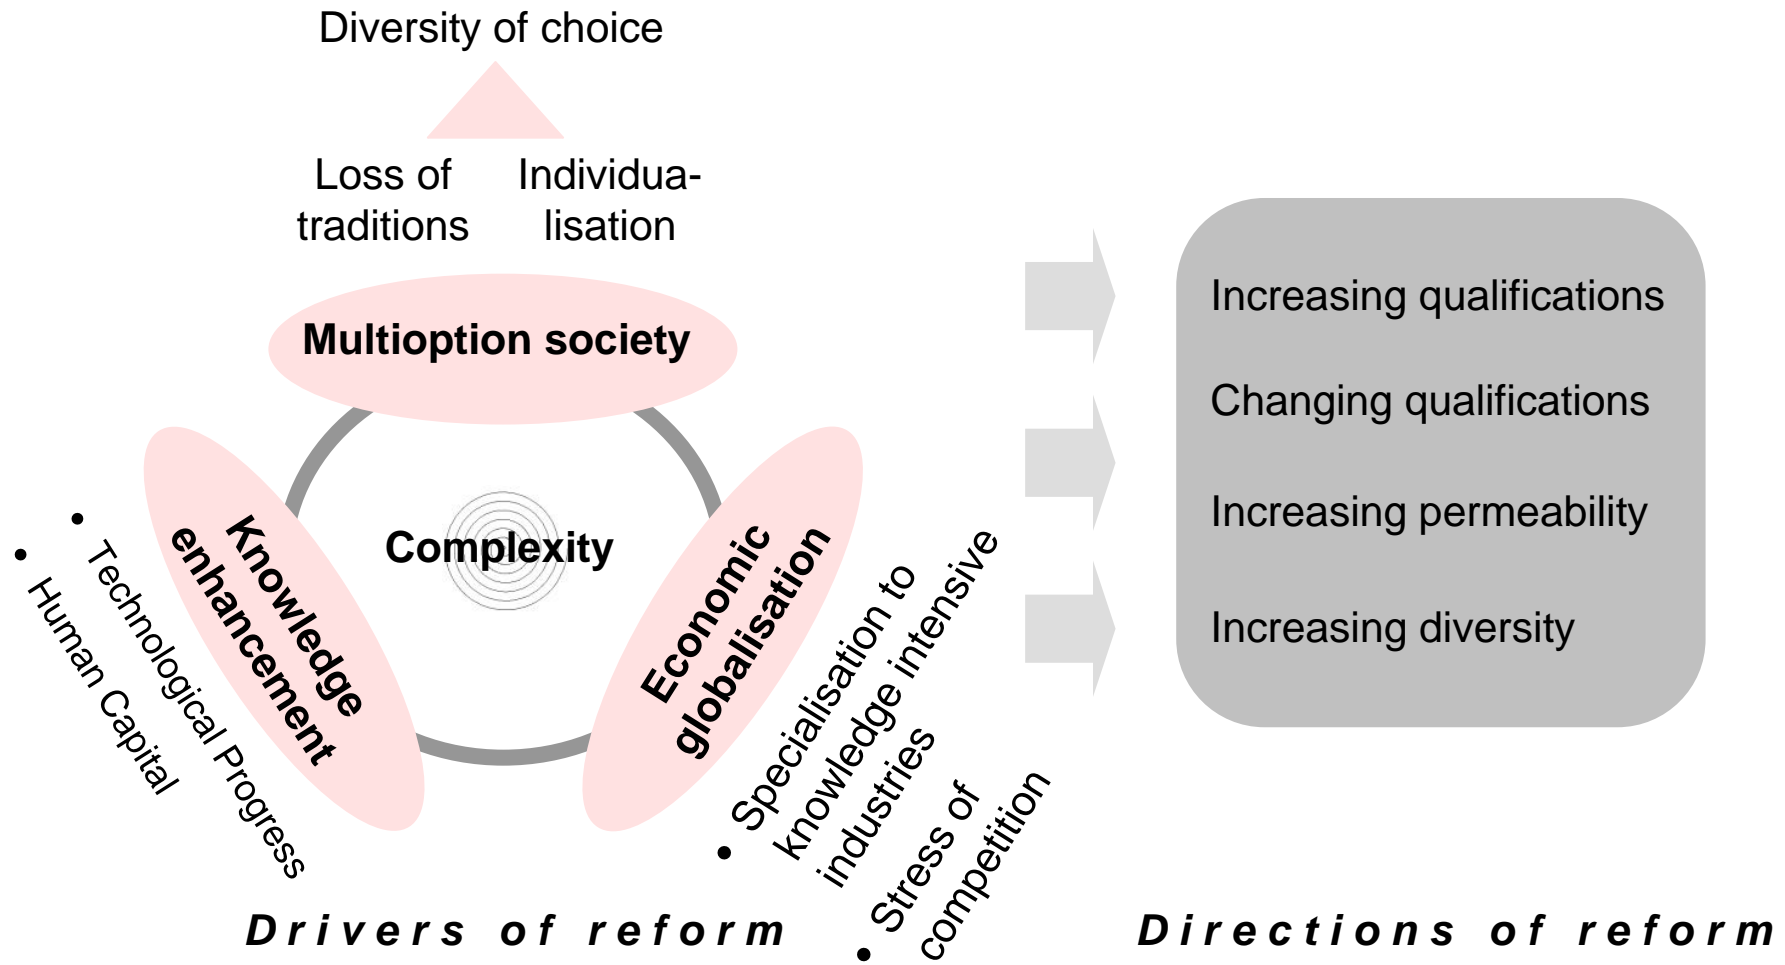 Diversity of choice
Loss of
traditions
Individua-
lisation
Multioption society
Complexity
Knowledge
enhancement
• Technological Progress
• Human Capital
Economic
globalisation
• Specialisation to
knowledge intensive
industries
• Stress of
competition
Drivers of reform
Increasing qualifications
Changing qualifications
Increasing permeability
Increasing diversity
Directions of reform